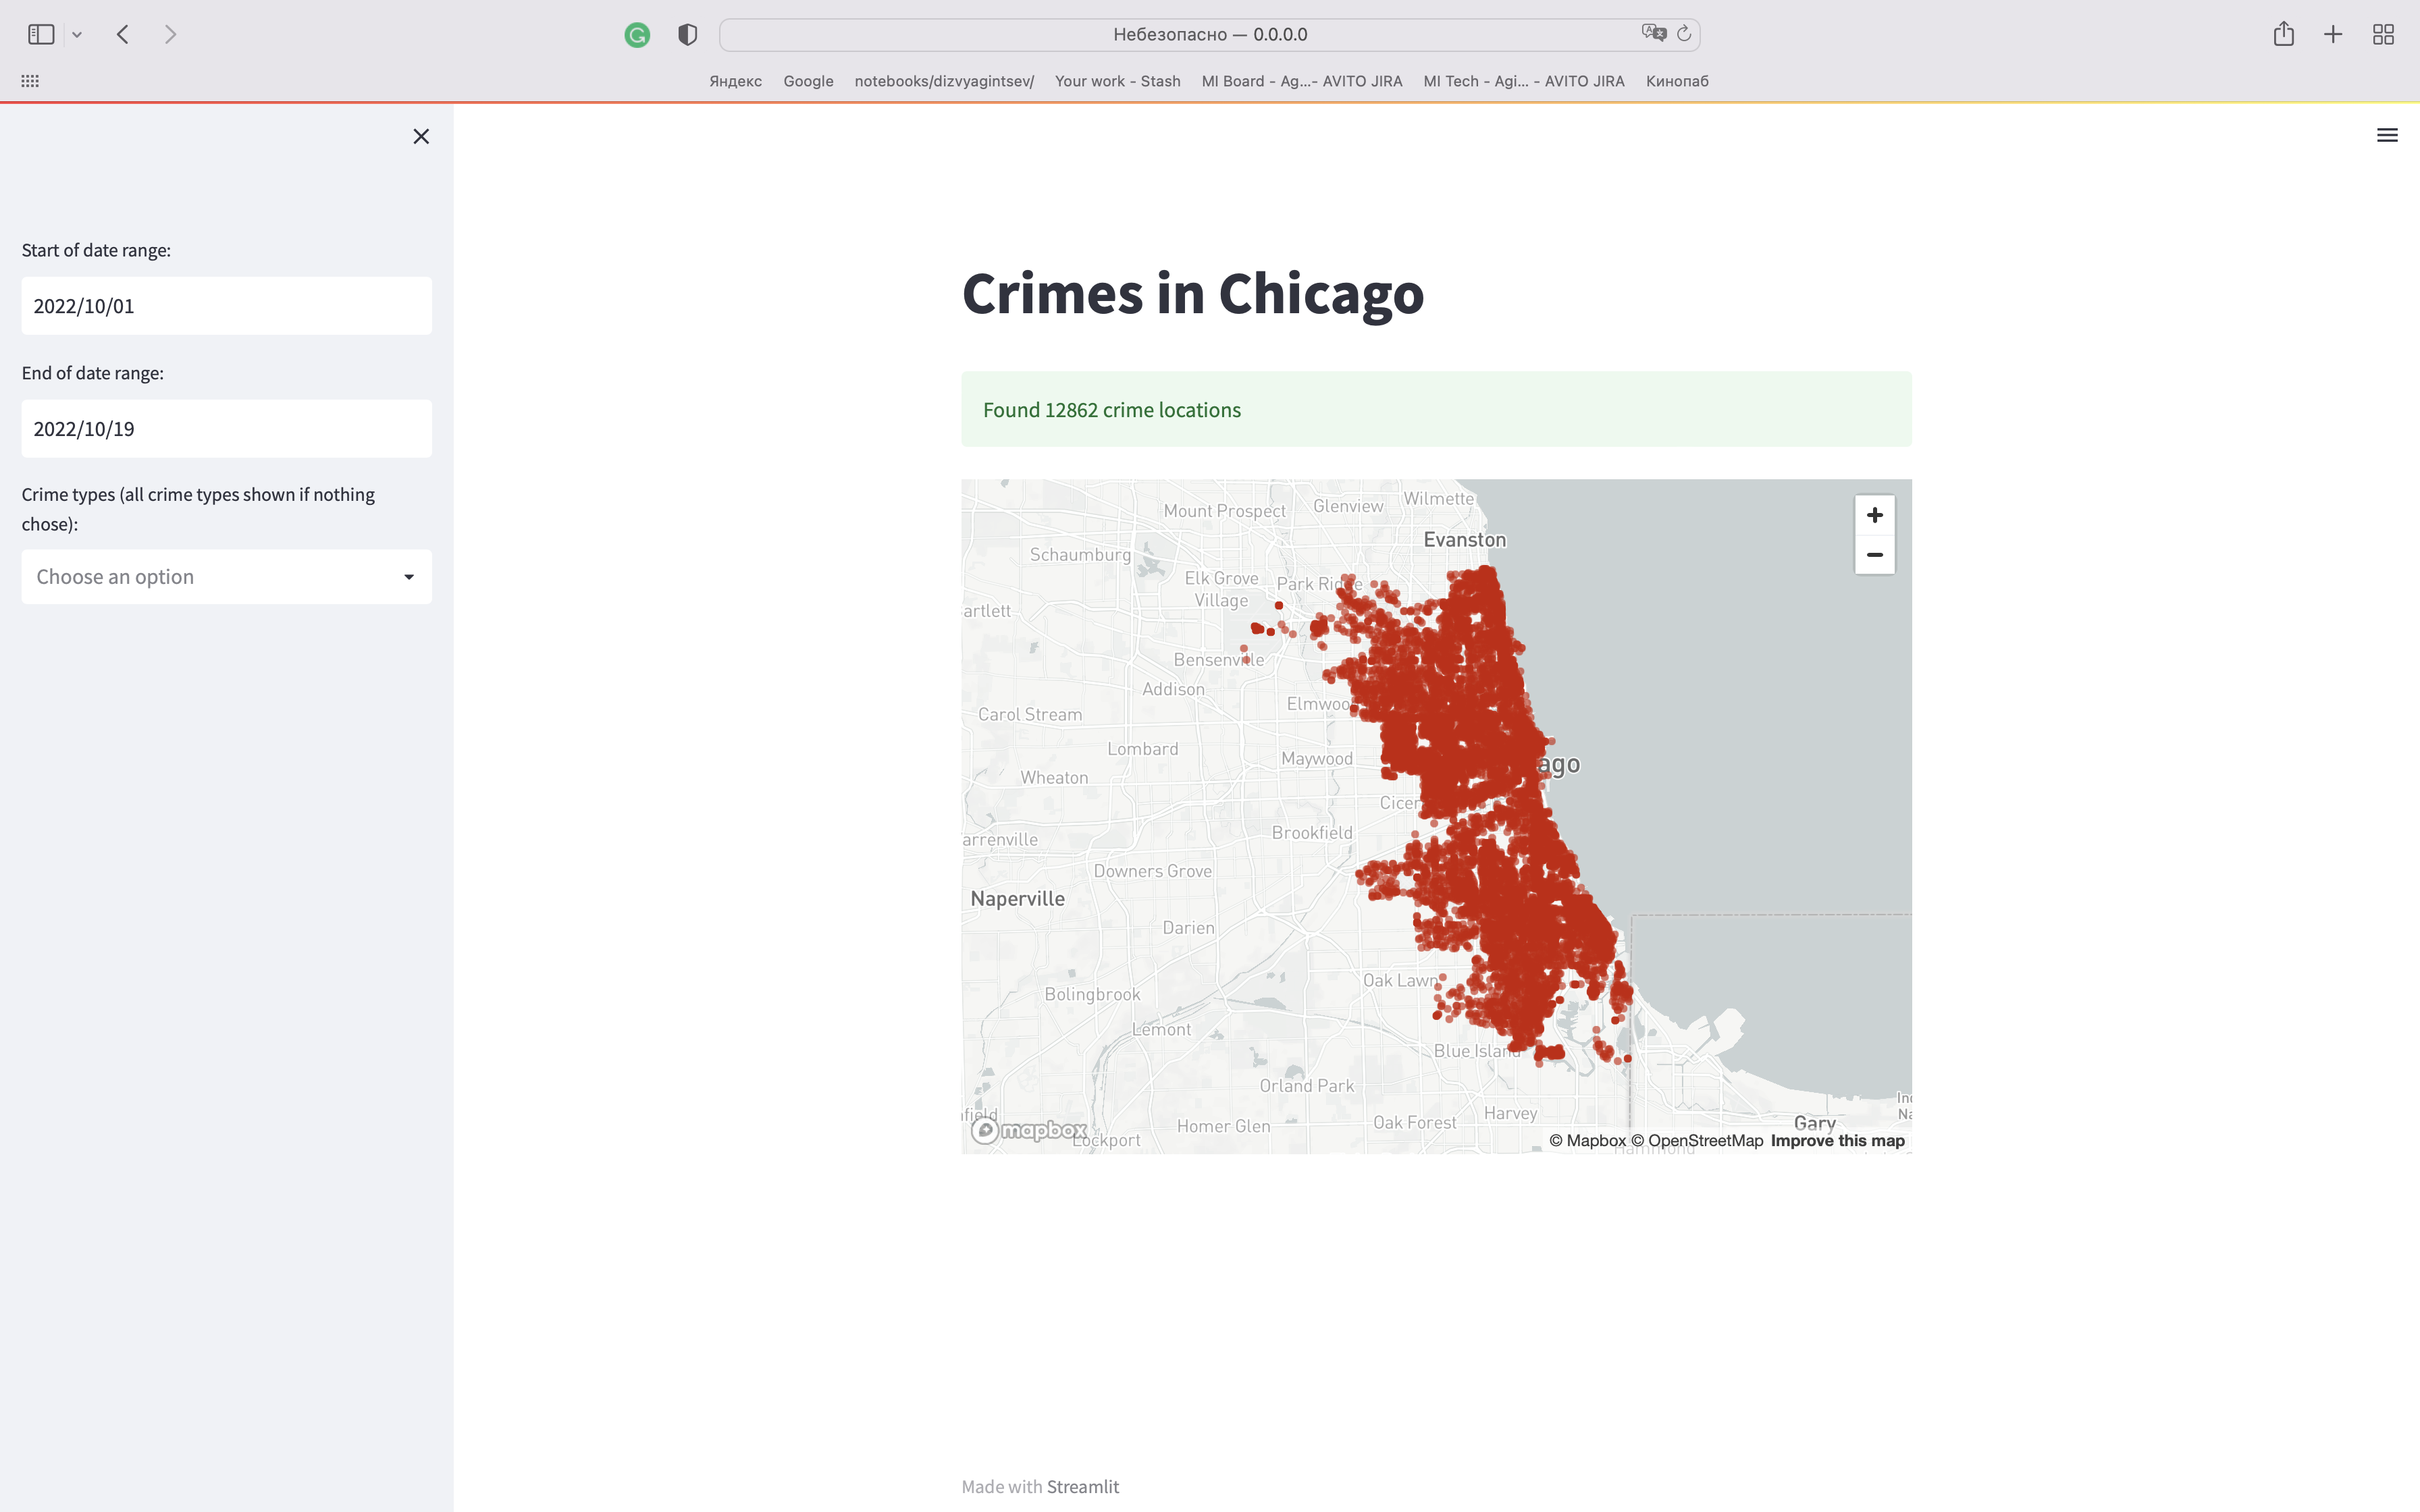 Небезопасно — 0.0.0.0
Яндекс Google notebooks/dizvyagintsev/ Your work - Stash MI Board - Ag...- AVITO JIRA MI Tech - Agi... - AVITO JIRA Кинопаб
Start of date range:
2022/10/01
End of date range:
2022/10/19
Crime types (all crime types shown if nothing
chose):
Choose an option
Crimes in Chicago
Found 12862 crime locations
Wilmette
Glenview
Mount Prospect
Evanston
Schaumburg
Elk Grove
Village
Park Ridge
artlett
Bensenville
Addison
Elmwoo
Carol Stream
Lombard
Maywood
ago
Wheaton
Cicer
Brookfield
arrenville
Downers Grove
Naperville
Darien
Oak Lawn
Bolingbrook
Lemont
Blue Island
Orland Park
Ind
Na
Harvey
nfield
Oak Forest
Gary
Homer Glen
mapbox
Lockport
© Mapbox © OpenStreetMap Improve this map
Hammond
Made with Streamlit